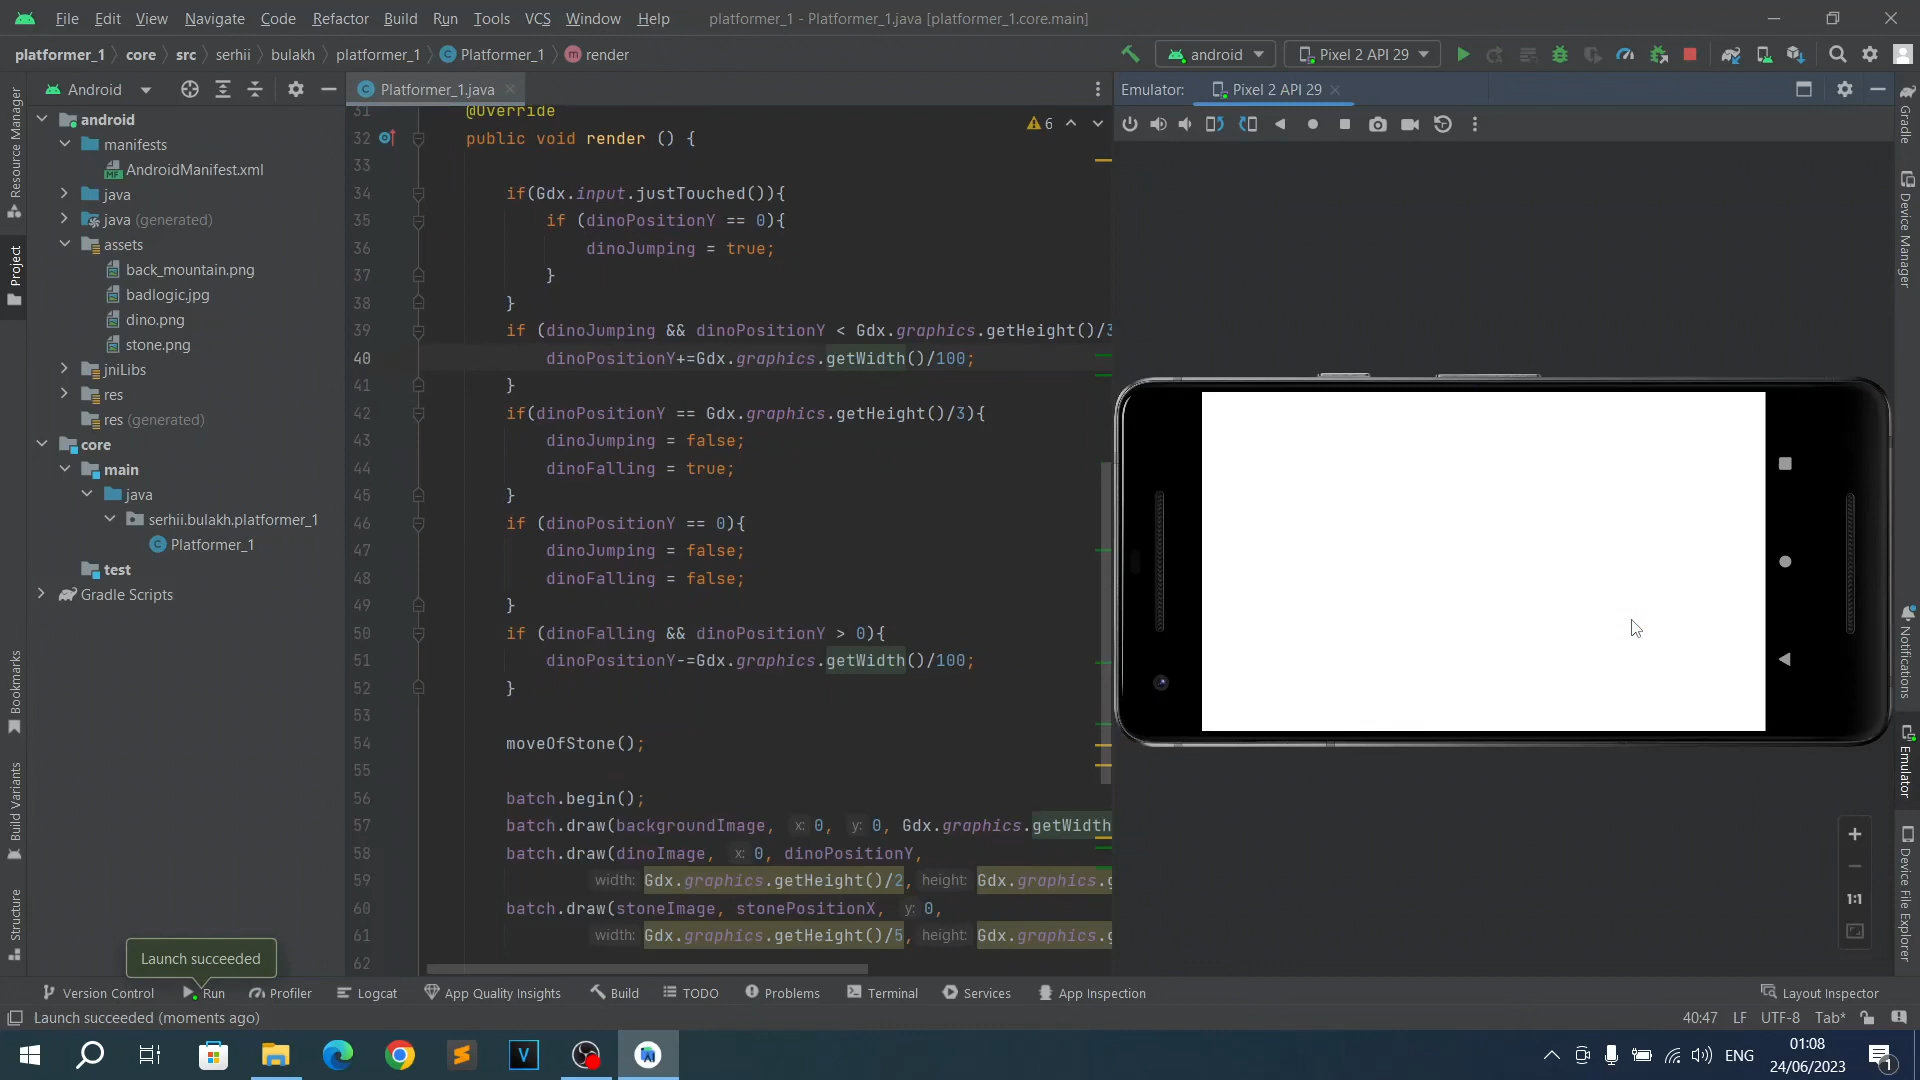 File Edit View Navigate Code Refactor Build Run Tools VCS Window Help platformer_1 - Platformer_1.java [platformer_1.core.main]
platformer_1 core src serhii bulakh platformer_1 Platformer_1 render android Pixel 2 API 29
Android
Platformer_1.java
Emulator: Pixel 2 API 29
Resource Manager
Project
Bookmarks
Build Variants
Structure
android
manifests
AndroidManifest.xml
java
java (generated)
assets
back_mountain.png
badlogic.jpg
dino.png
stone.png
jniLibs
res
res (generated)
core
main
java
serhii.bulakh.platformer_1
Platformer_1
test
Gradle Scripts
31 @Override
32 public void render () {
6
33
34 if(Gdx.input.justTouched()){
35 if (dinoPositionY == 0){
36 dinoJumping = true;
37 }
38 }
39 if (dinoJumping && dinoPositionY < Gdx.graphics.getHeight()/3
40 dinoPositionY+=Gdx.graphics.getWidth()/100;
41 }
42 if(dinoPositionY == Gdx.graphics.getHeight()/3){
43 dinoJumping = false;
44 dinoFalling = true;
45 }
46 if (dinoPositionY == 0){
47 dinoJumping = false;
48 dinoFalling = false;
49 }
50 if (dinoFalling && dinoPositionY > 0){
51 dinoPositionY-=Gdx.graphics.getWidth()/100;
52 }
53
54 moveOfStone();
55
56 batch.begin();
57 batch.draw(backgroundImage, x: 0, y: 0, Gdx.graphics.getWidth
58 batch.draw(dinoImage, x: 0, dinoPositionY,
59 width: Gdx.graphics.getHeight()/2, height: Gdx.graphics.g
60 batch.draw(stoneImage, stonePositionX, y: 0,
61 width: Gdx.graphics.getHeight()/5, height: Gdx.graphics.g
62
1:1
Gradle
Device Manager
Notifications
Emulator
Device File Explorer
Launch succeeded
Version Control Run Profiler Logcat App Quality Insights Build TODO Problems Terminal Services App Inspection Layout Inspector
Launch succeeded (moments ago) 40:47 LF UTF-8 Tab*
ENG
01:08
24/06/2023
1